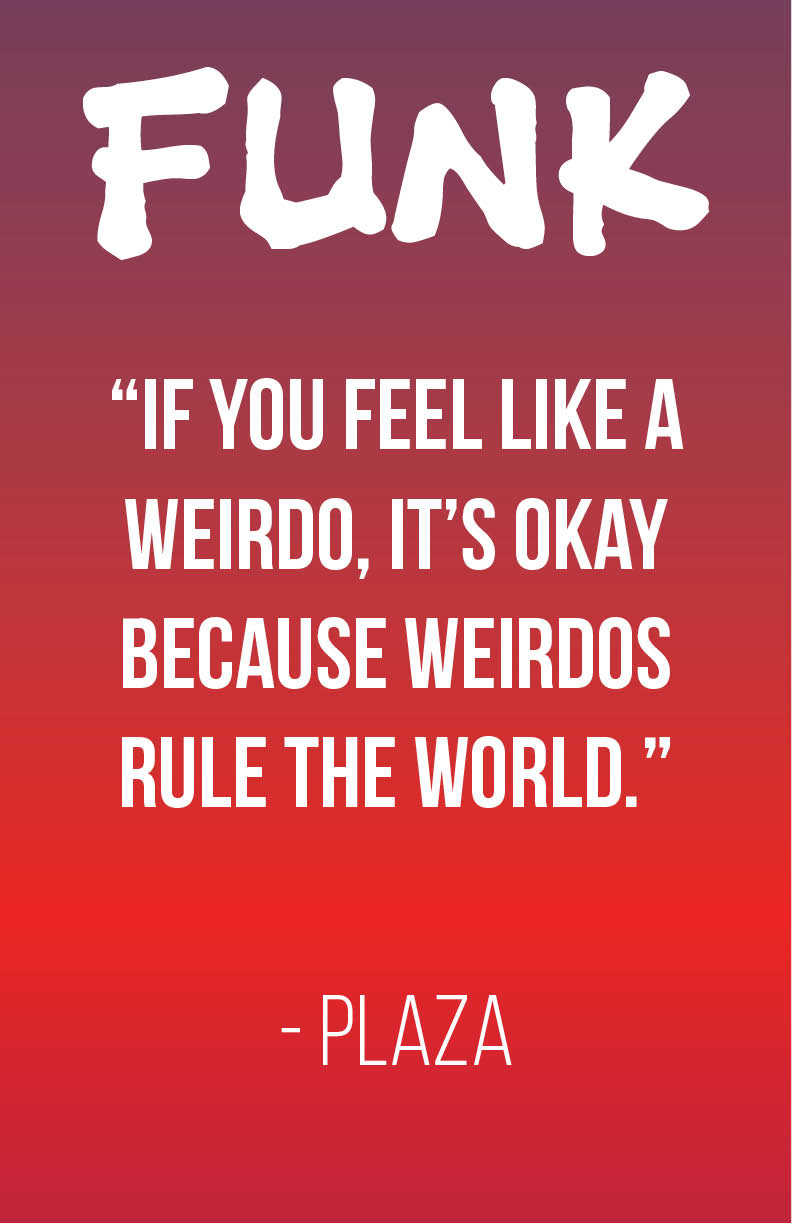 FUNK
“IF YOU FEEL LIKE A
WEIRDO, IT’S OKAY
BECAUSE WEIRDOS
RULE THE WORLD.”
- PLAZA